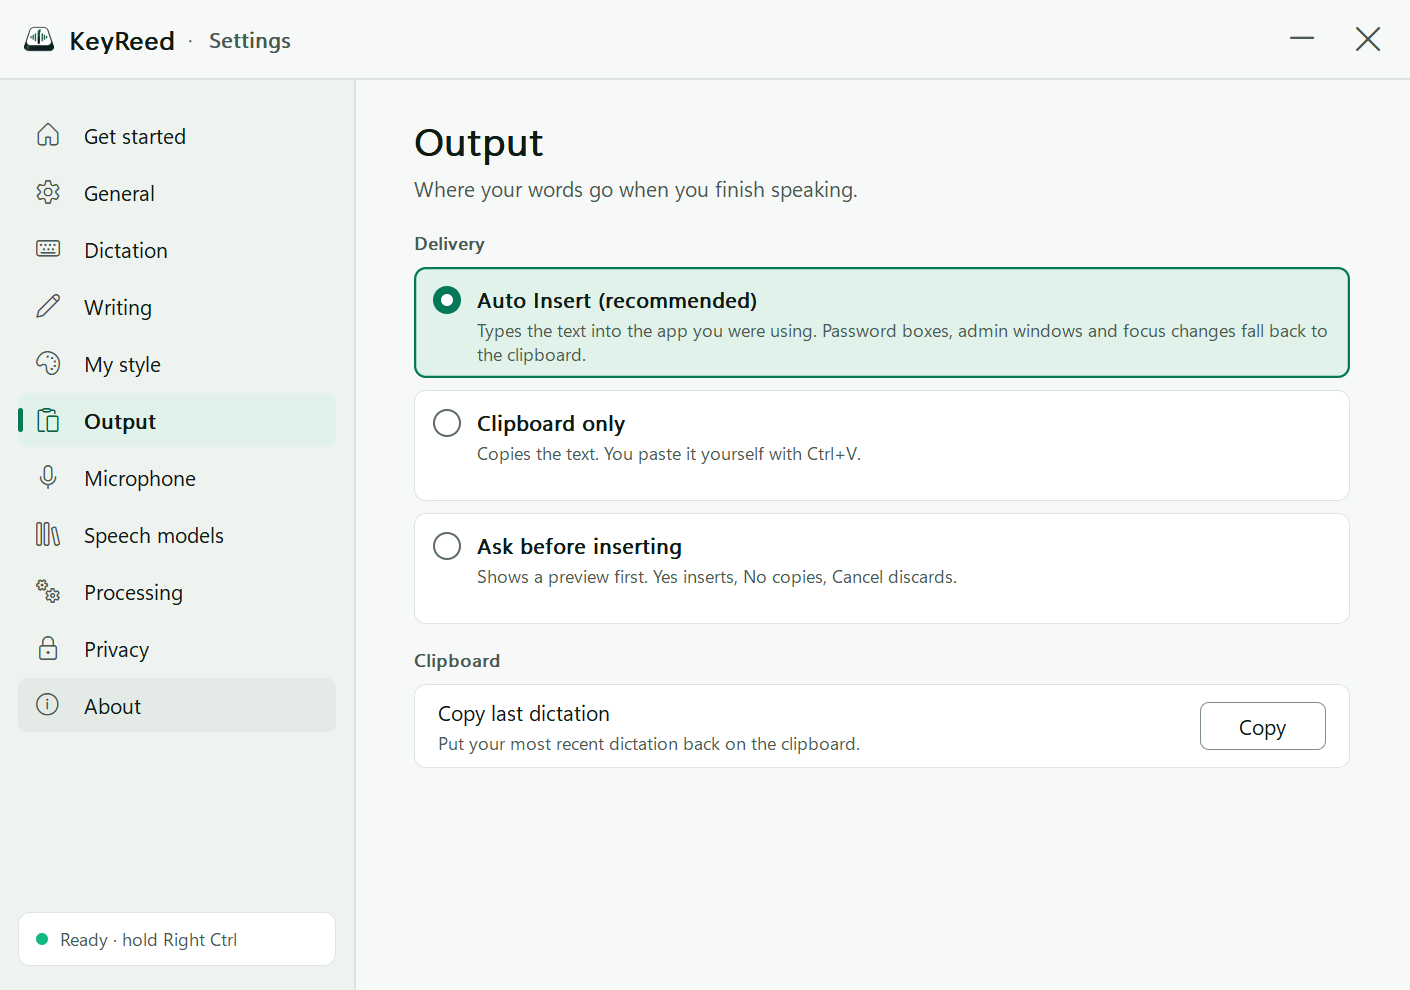 KeyReed · Settings
Get started
General
Dictation
Writing
My style
Output
Microphone
Speech models
Processing
Privacy
About
Ready · hold Right Ctrl
Output
Where your words go when you finish speaking.
Delivery
Auto Insert (recommended)
Types the text into the app you were using. Password boxes, admin windows and focus changes fall back to
the clipboard.
Clipboard only
Copies the text. You paste it yourself with Ctrl+V.
Ask before inserting
Shows a preview first. Yes inserts, No copies, Cancel discards.
Clipboard
Copy last dictation
Put your most recent dictation back on the clipboard.
Copy